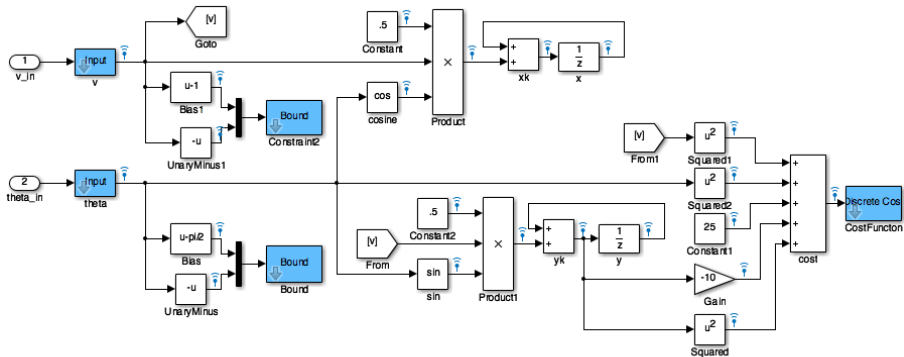 [V]
Goto
.5
Constant
×
Product
+
+
xk
1
z
x
1
v_in
Input
v
u-1
Bias1
-u
UnaryMinus1
Bound
Constraint2
cos
cosine
[V]
From1
u²
Squared1
2
theta_in
Input
theta
u²
Squared2
25
Constant1
+
+
+
+
+
cost
Discrete Cos
CostFuncton
.5
Constant2
[V]
From
sin
sin
×
Product1
+
+
yk
1
z
y
u-pi/2
Bias
-u
UnaryMinus
Bound
Bound
-10
Gain
u²
Squared